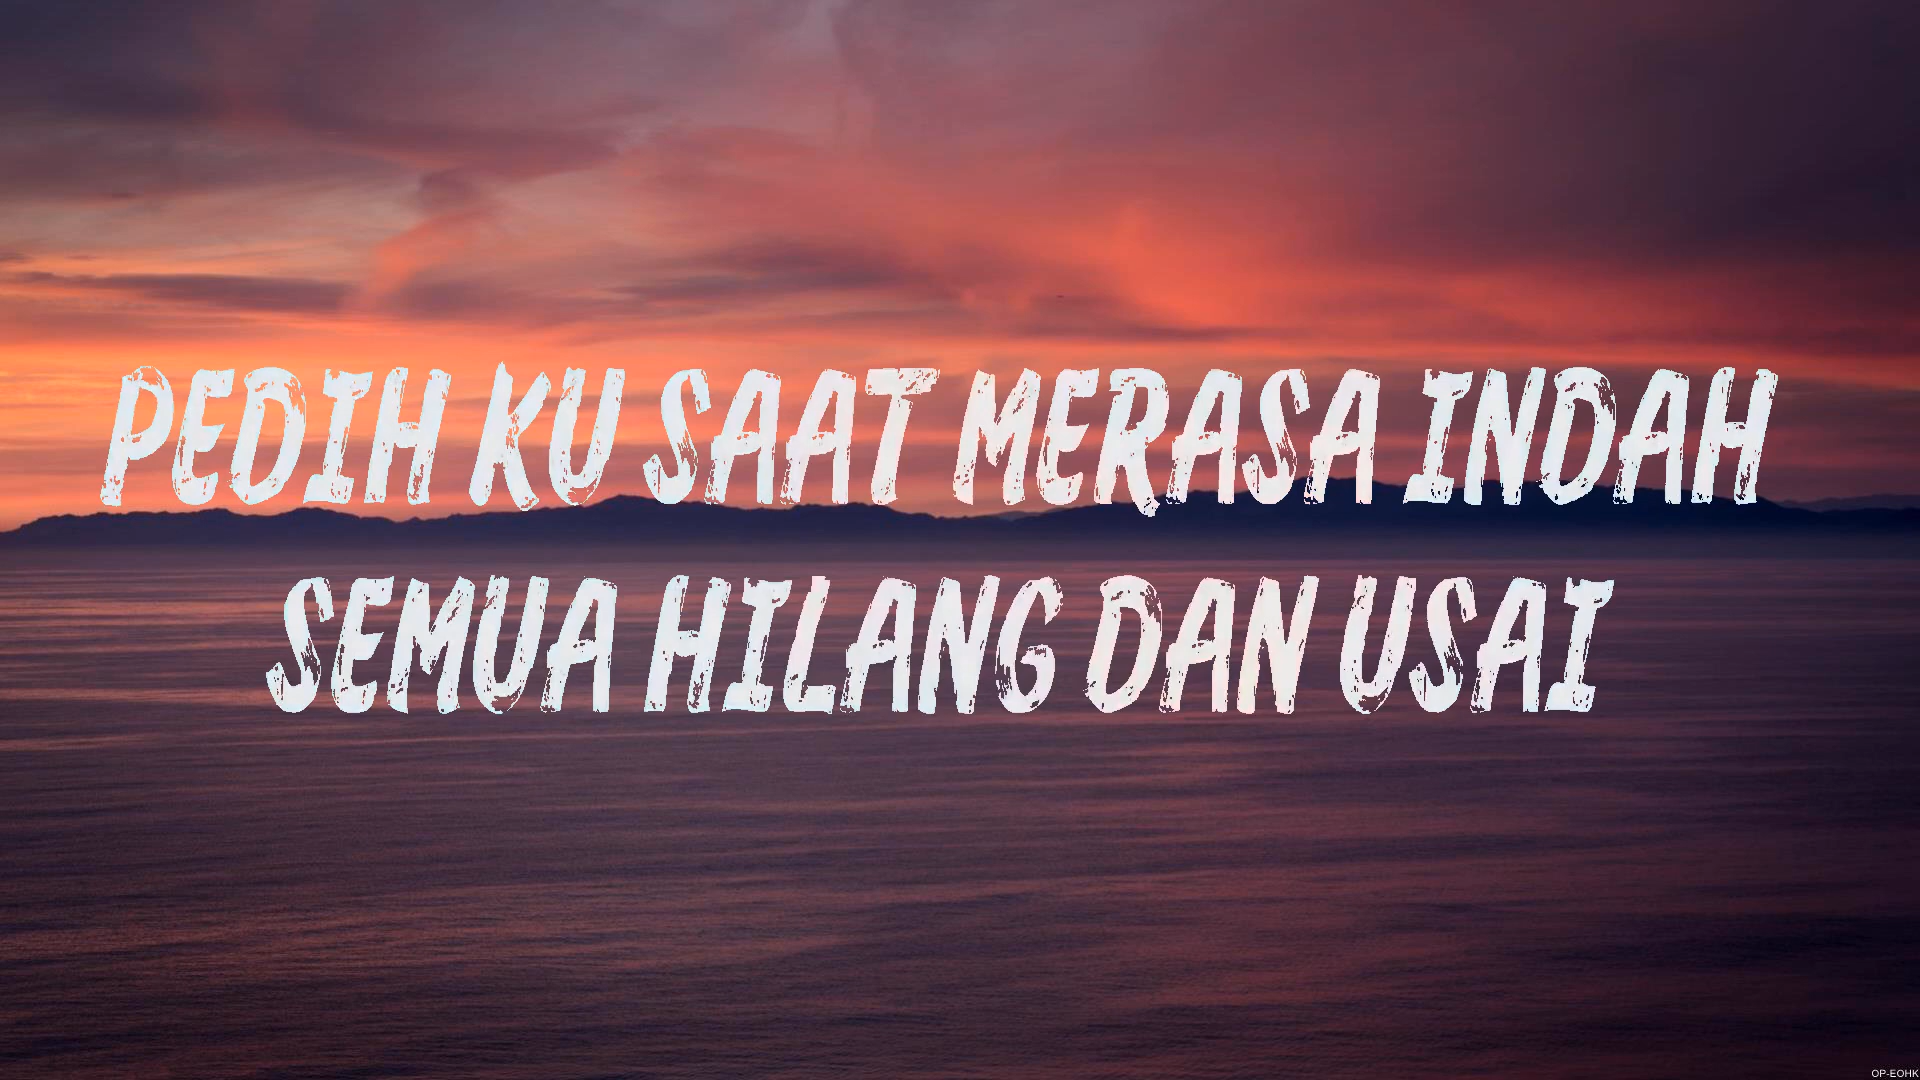 PEDIH KU SAAT MERASA INDAH
SEMUA HILANG DAN USAI
OP-EOHK